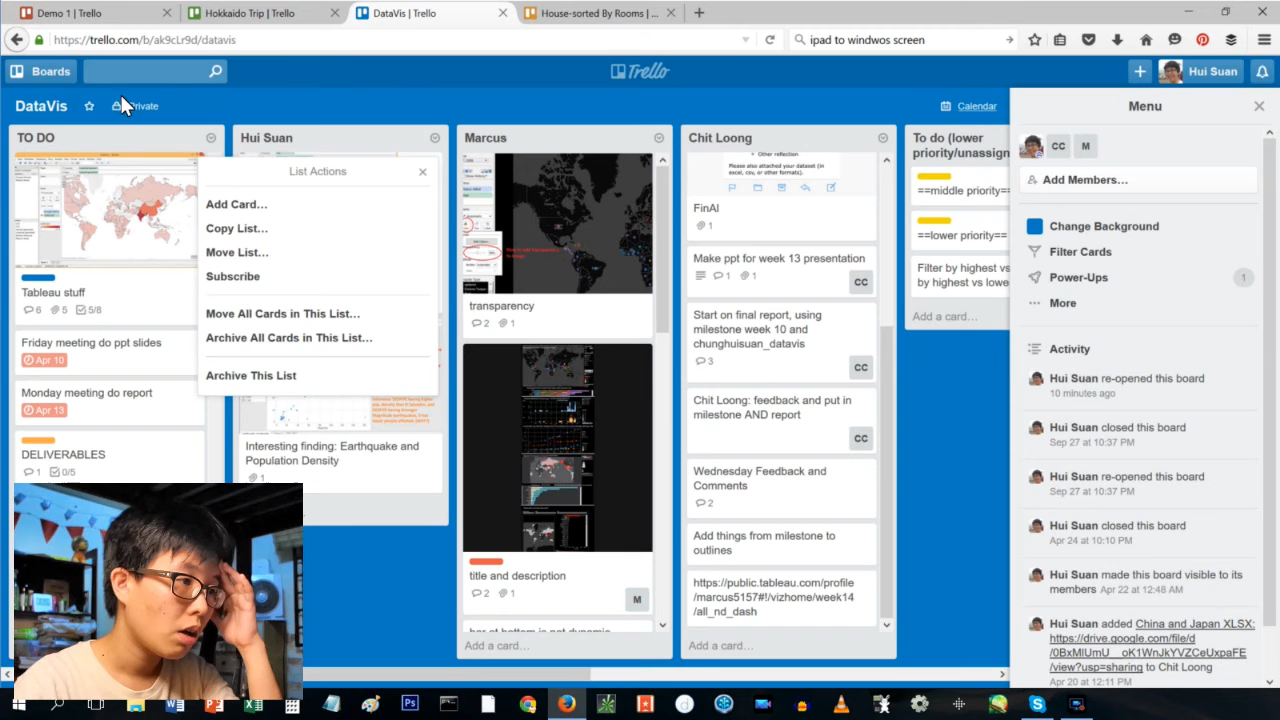 Demo 1 | Trello
Hokkaido Trip | Trello
DataVis | Trello
House-sorted By Rooms | ...
https://trello.com/b/ak9cLr9d/datavis
ipad to windwos screen
Boards
Trello
Hui Suan
DataVis
Private
Calendar
TO DO
Tableau stuff
6
5
5/8
Friday meeting do ppt slides
Apr 10
Monday meeting do report
Apr 13
DELIVERABLES
1
0/5
Hui Suan
List Actions
Add Card...
Copy List...
Move List...
Subscribe
Move All Cards in This List...
Archive All Cards in This List...
Archive This List
Interesting finding: Earthquake and
Population Density
1
Marcus
transparency
2
1
title and description
2
1
M
Add a card...
Chit Loong
Other reflection
Please also attached your dataset (in
excel, csv, or other formats).
FinAl
1
Make ppt for week 13 presentation
1
1
CC
Start on final report, using
milestone week 10 and
chunghuisuan_datavis
3
CC
Chit Loong: feedback and put in
milestone AND report
CC
Wednesday Feedback and
Comments
2
Add things from milestone to
outlines
https://public.tableau.com/profile
/marcus5157#!/vizhome/week14
/all_nd_dash
Add a card...
To do (lower
priority/unassign
==middle priority==
==lower priority==
Filter by highest vs
by highest vs lowe
Add a card...
Menu
CC
M
Add Members...
Change Background
Filter Cards
Power-Ups
1
More
Activity
Hui Suan re-opened this board
10 minutes ago
Hui Suan closed this board
Sep 27 at 10:37 PM
Hui Suan re-opened this board
Sep 27 at 10:37 PM
Hui Suan closed this board
Apr 24 at 10:10 PM
Hui Suan made this board visible to its
members Apr 22 at 12:48 AM
Hui Suan added China and Japan XLSX:
https://drive.google.com/file/d
/0BxMlUmU__oK1WnJkYVZCeUxpaFE
/view?usp=sharing to Chit Loong
Apr 20 at 12:11 PM